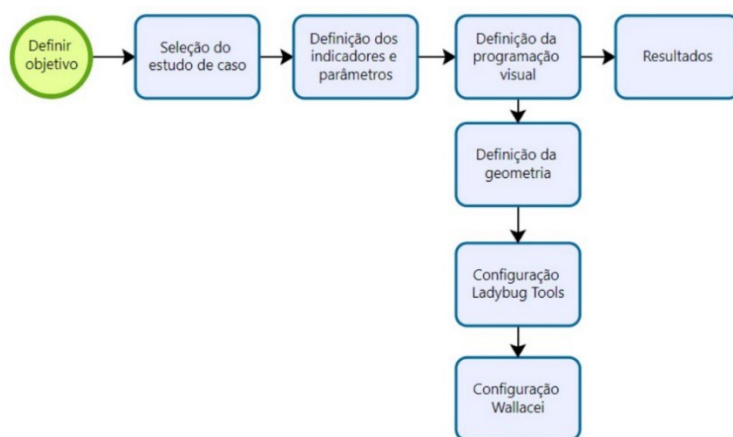 Definir
objetivo
Seleção do
estudo de caso
Definição dos
indicadores e
parâmetros
Definição da
programação
visual
Resultados
Definição da
geometria
Configuração
Ladybug Tools
Configuração
Wallacei